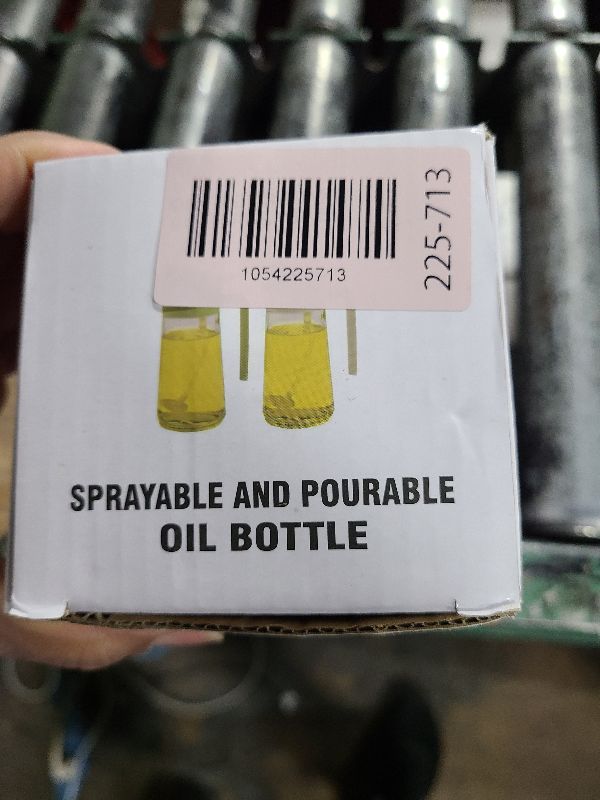 1054225713
225-713
SPRAYABLE AND POURABLE
OIL BOTTLE